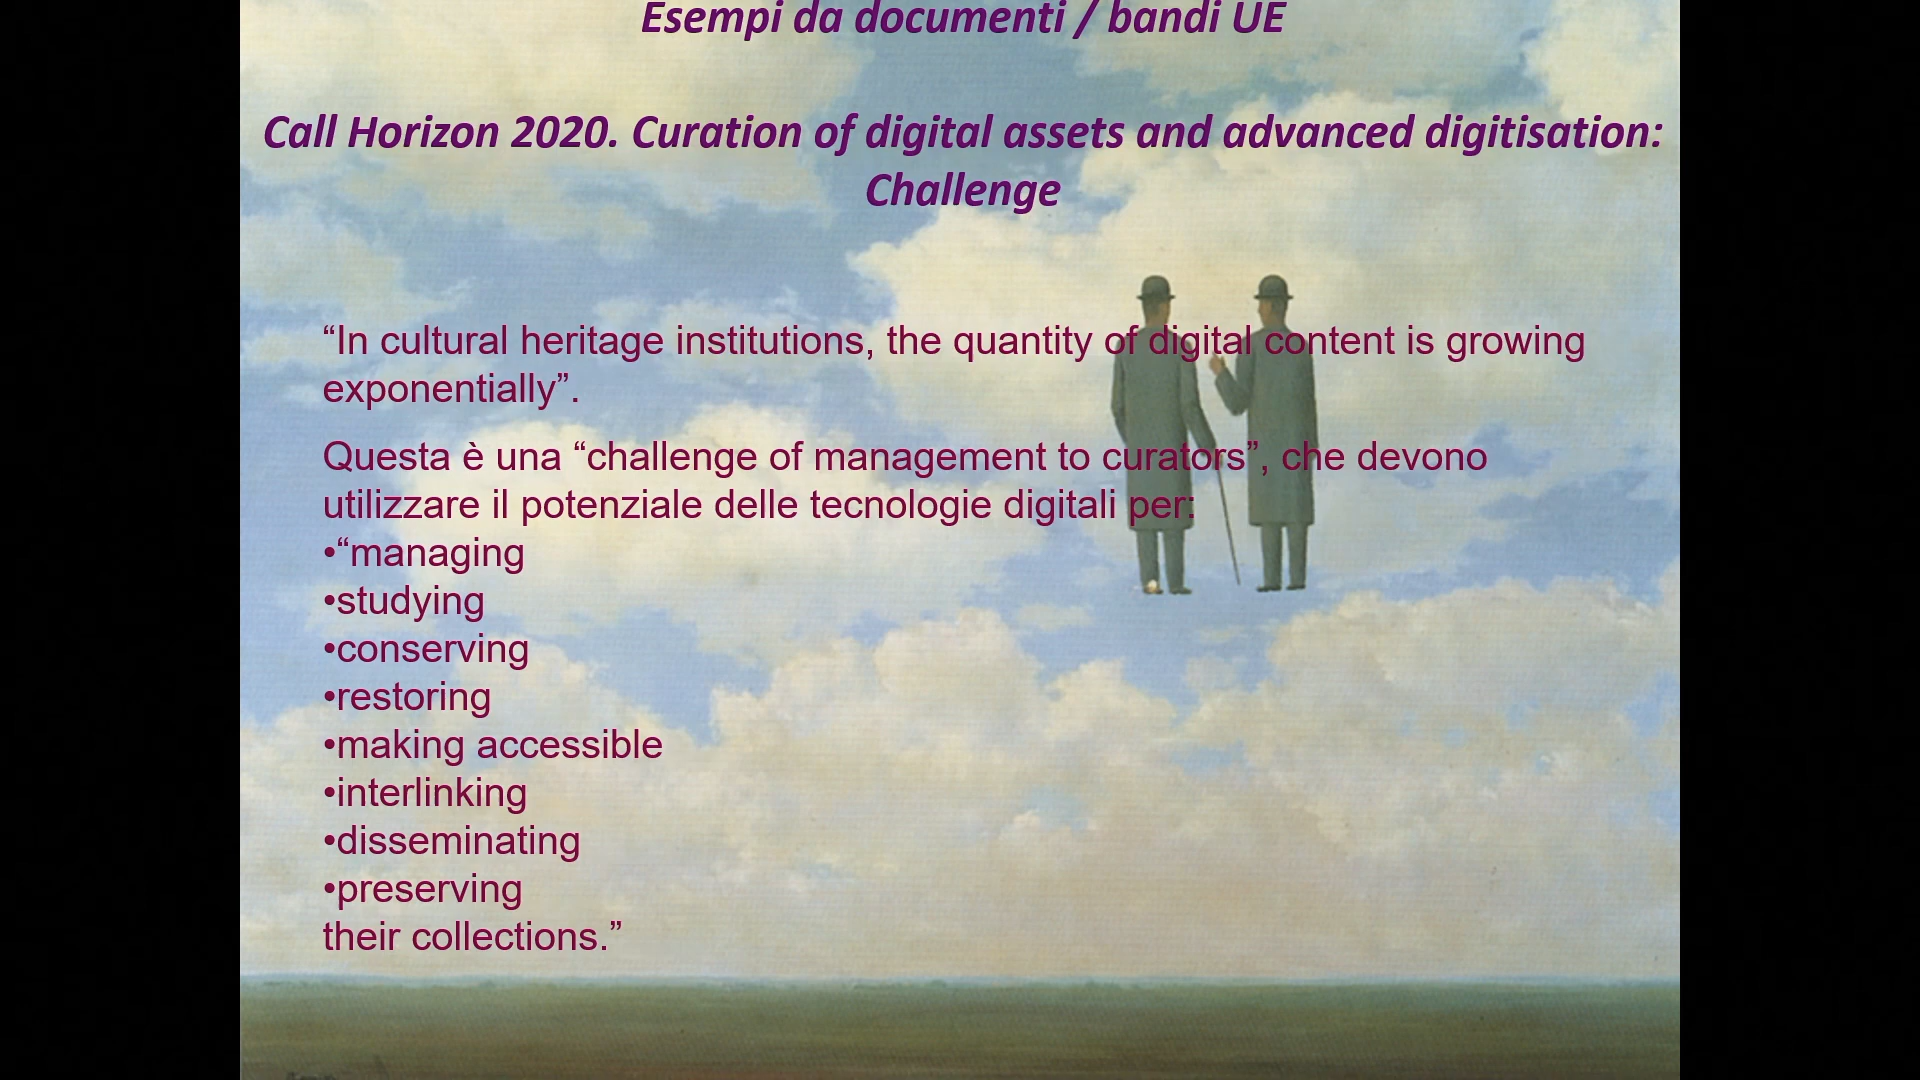 Esempi da documenti / bandi UE
Call Horizon 2020. Curation of digital assets and advanced digitisation:
Challenge
“In cultural heritage institutions, the quantity of digital content is growing
exponentially”.
Questa è una “challenge of management to curators”, che devono
utilizzare il potenziale delle tecnologie digitali per:
•“managing
•studying
•conserving
•restoring
•making accessible
•interlinking
•disseminating
•preserving
their collections.”